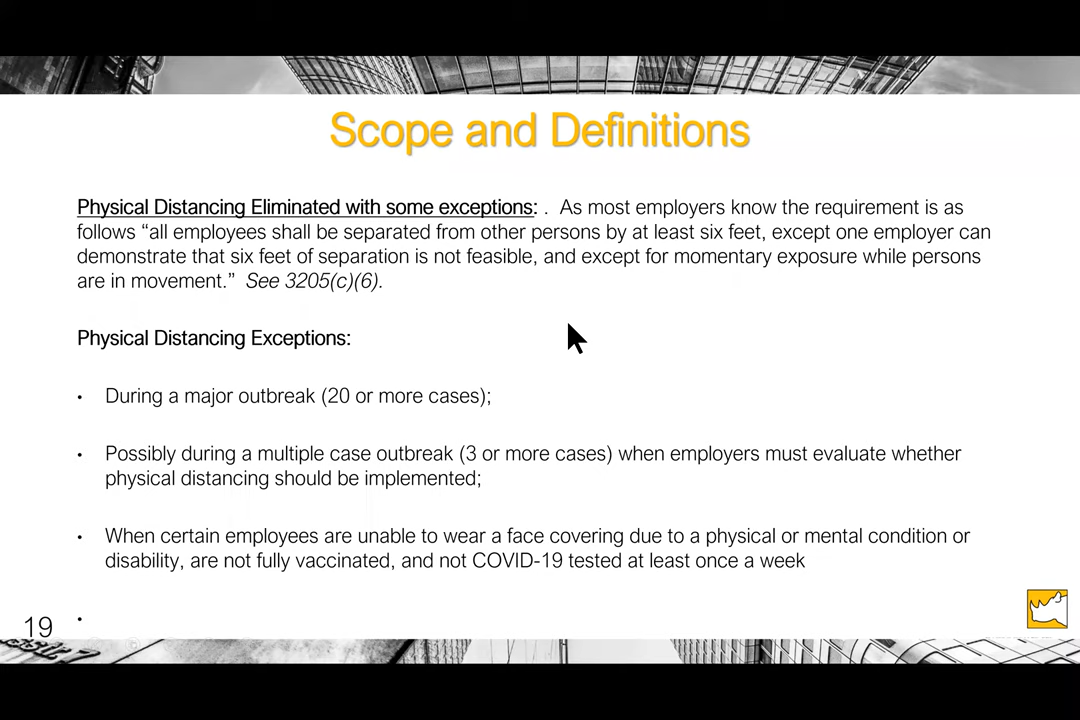 Scope and Definitions
Physical Distancing Eliminated with some exceptions: . As most employers know the requirement is as
follows “all employees shall be separated from other persons by at least six feet, except one employer can
demonstrate that six feet of separation is not feasible, and except for momentary exposure while persons
are in movement.” See 3205(c)(6).
Physical Distancing Exceptions:
• During a major outbreak (20 or more cases);
• Possibly during a multiple case outbreak (3 or more cases) when employers must evaluate whether
physical distancing should be implemented;
• When certain employees are unable to wear a face covering due to a physical or mental condition or
disability, are not fully vaccinated, and not COVID-19 tested at least once a week
•
19